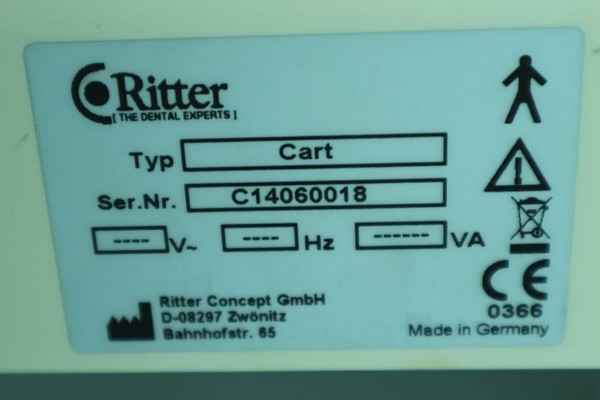 Ritter
[ THE DENTAL EXPERTS ]
Typ Cart
Ser.Nr. C14060018
---- V~ ---- Hz ------ VA
Ritter Concept GmbH
D-08297 Zwönitz
Bahnhofstr. 65
CE
0366
Made in Germany